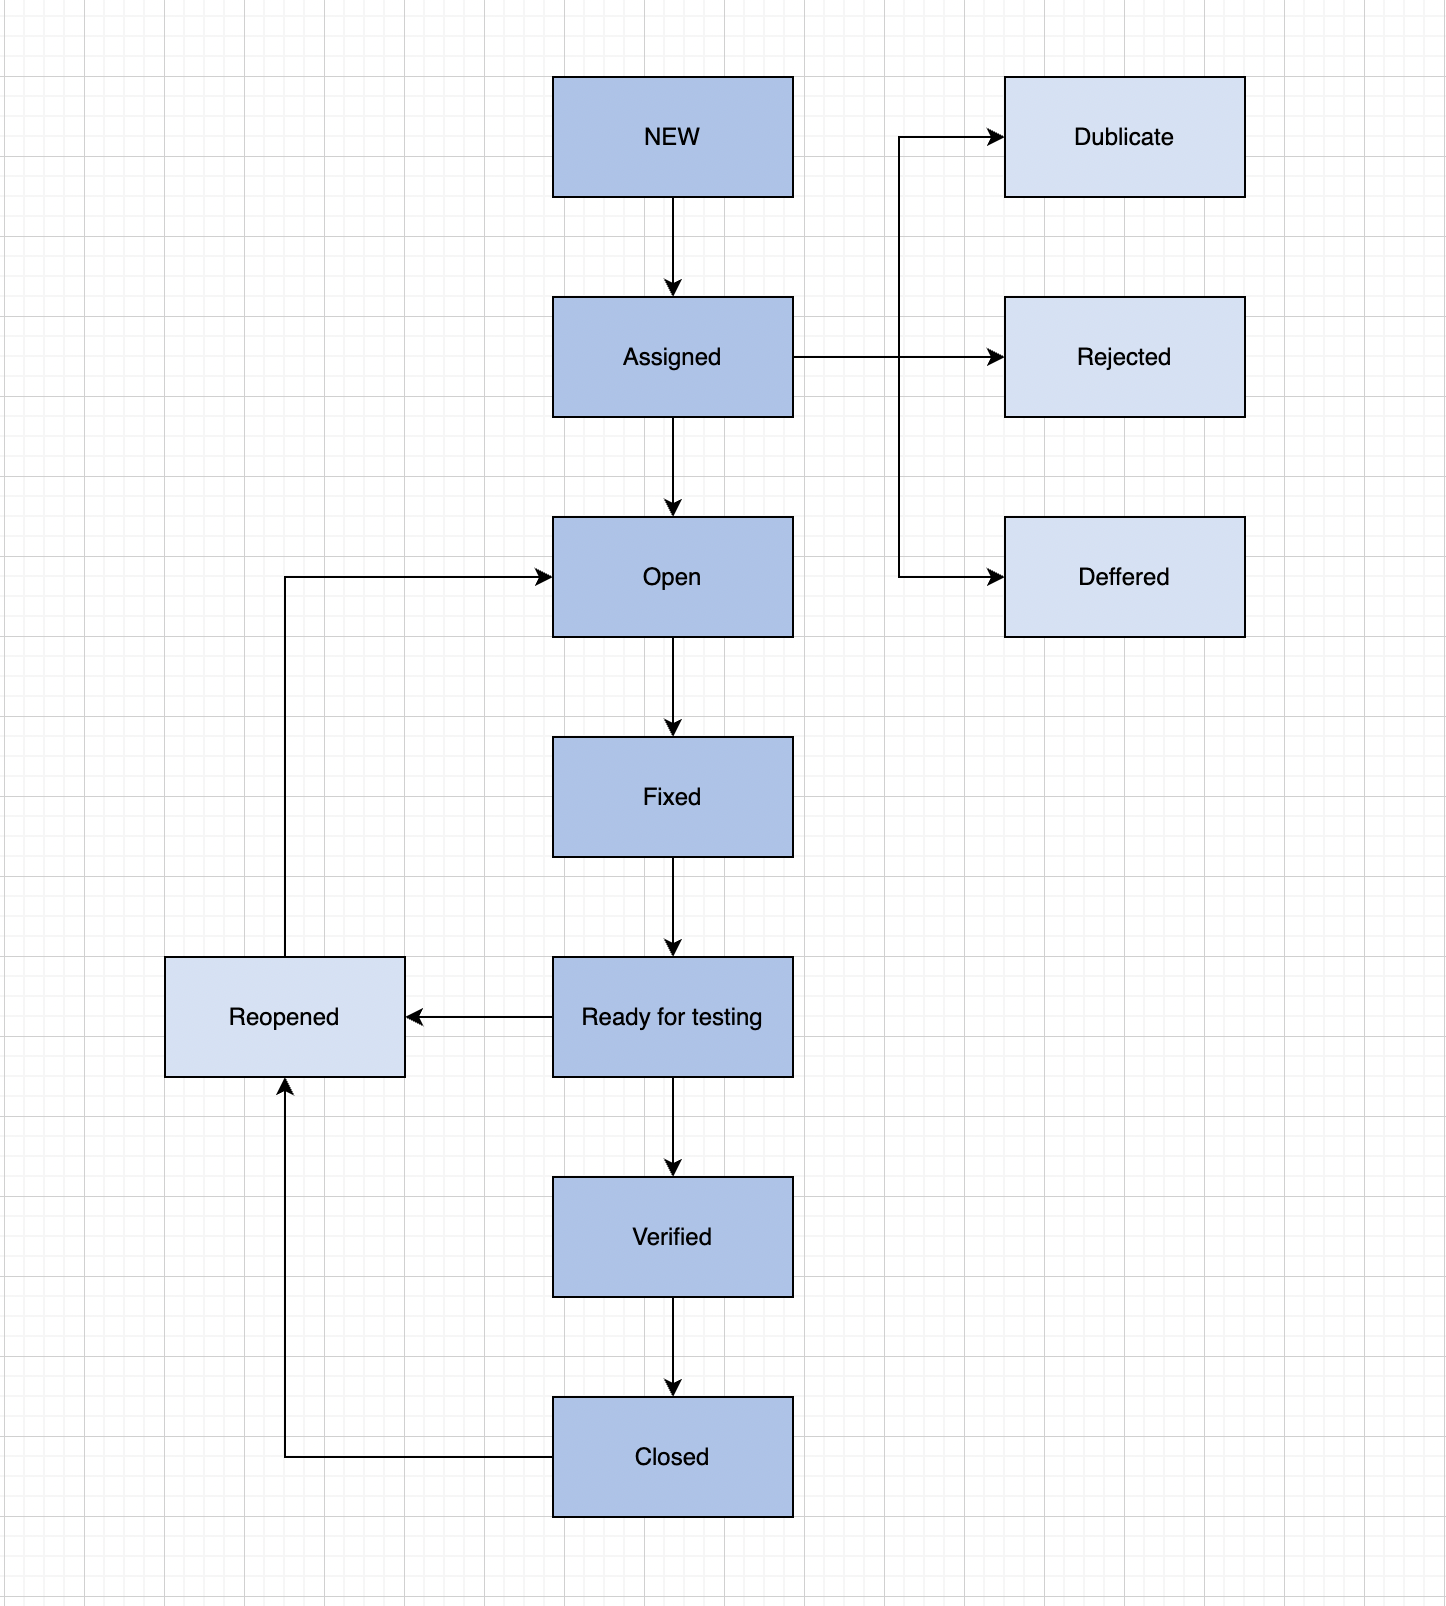 NEW
Dublicate
Assigned
Rejected
Open
Deffered
Fixed
Reopened
Ready for testing
Verified
Closed